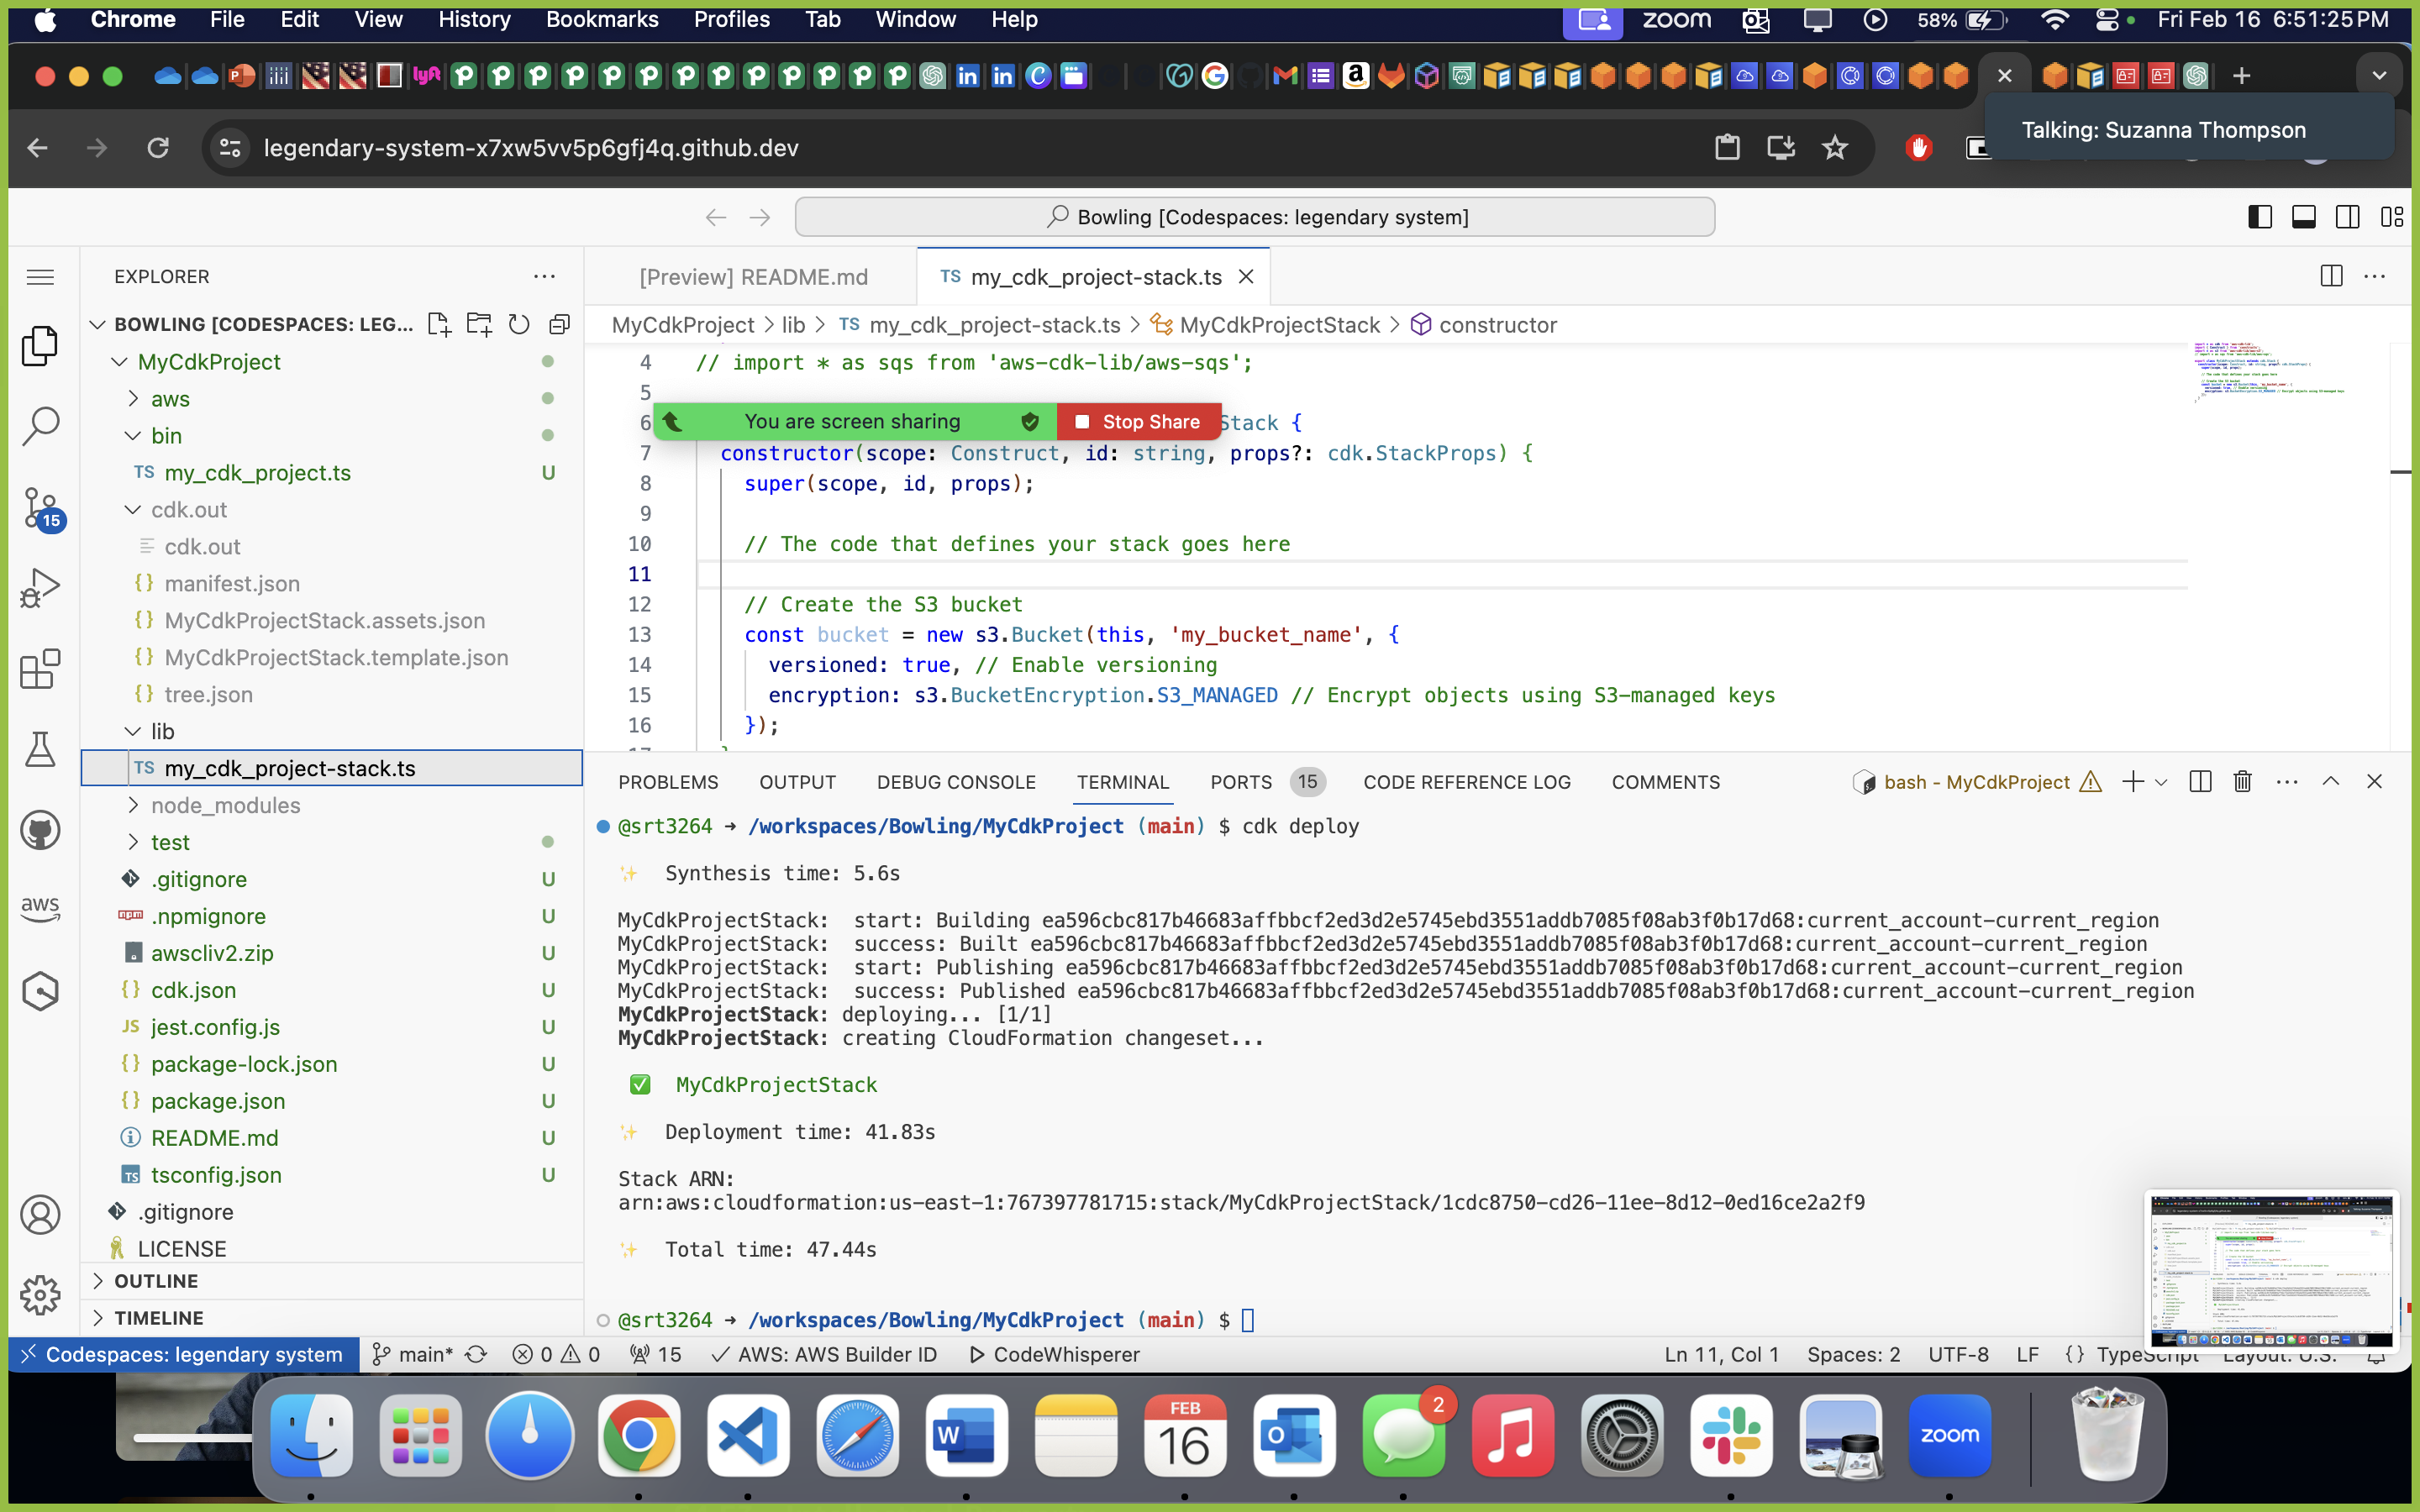 Chrome File Edit View History Bookmarks Profiles Tab Window Help zoom 58% Fri Feb 16 6:51:25 PM
legendary-system-x7xw5vv5p6gfj4q.github.dev
Talking: Suzanna Thompson
Bowling [Codespaces: legendary system]
EXPLORER
BOWLING [CODESPACES: LEG...
MyCdkProject
aws
bin
TS my_cdk_project.ts U
cdk.out
cdk.out
{} manifest.json
{} MyCdkProjectStack.assets.json
{} MyCdkProjectStack.template.json
{} tree.json
lib
TS my_cdk_project-stack.ts
node_modules
test
.gitignore U
.npmignore U
awscliv2.zip U
{} cdk.json U
JS jest.config.js U
{} package-lock.json U
{} package.json U
README.md U
TS tsconfig.json U
.gitignore
LICENSE
OUTLINE
TIMELINE
15
aws
[Preview] README.md
TS my_cdk_project-stack.ts
MyCdkProject > lib > TS my_cdk_project-stack.ts > MyCdkProjectStack > constructor
4 // import * as sqs from 'aws-cdk-lib/aws-sqs';
5
You are screen sharing Stop Share
6 Stack {
7 constructor(scope: Construct, id: string, props?: cdk.StackProps) {
8 super(scope, id, props);
9
10 // The code that defines your stack goes here
11
12 // Create the S3 bucket
13 const bucket = new s3.Bucket(this, 'my_bucket_name', {
14 versioned: true, // Enable versioning
15 encryption: s3.BucketEncryption.S3_MANAGED // Encrypt objects using S3-managed keys
16 });
PROBLEMS OUTPUT DEBUG CONSOLE TERMINAL PORTS 15 CODE REFERENCE LOG COMMENTS bash - MyCdkProject
@srt3264 → /workspaces/Bowling/MyCdkProject (main) $ cdk deploy
✨ Synthesis time: 5.6s
MyCdkProjectStack: start: Building ea596cbc817b46683affbbcf2ed3d2e5745ebd3551addb7085f08ab3f0b17d68:current_account-current_region
MyCdkProjectStack: success: Built ea596cbc817b46683affbbcf2ed3d2e5745ebd3551addb7085f08ab3f0b17d68:current_account-current_region
MyCdkProjectStack: start: Publishing ea596cbc817b46683affbbcf2ed3d2e5745ebd3551addb7085f08ab3f0b17d68:current_account-current_region
MyCdkProjectStack: success: Published ea596cbc817b46683affbbcf2ed3d2e5745ebd3551addb7085f08ab3f0b17d68:current_account-current_region
MyCdkProjectStack: deploying... [1/1]
MyCdkProjectStack: creating CloudFormation changeset...
✅ MyCdkProjectStack
✨ Deployment time: 41.83s
Stack ARN:
arn:aws:cloudformation:us-east-1:767397781715:stack/MyCdkProjectStack/1cdc8750-cd26-11ee-8d12-0ed16ce2a2f9
✨ Total time: 47.44s
@srt3264 → /workspaces/Bowling/MyCdkProject (main) $
Codespaces: legendary system main* 0 0 15 AWS: AWS Builder ID CodeWhisperer Ln 11, Col 1 Spaces: 2 UTF-8 LF {} TypeScript Layout: U.S.
FEB
16
2
zoom